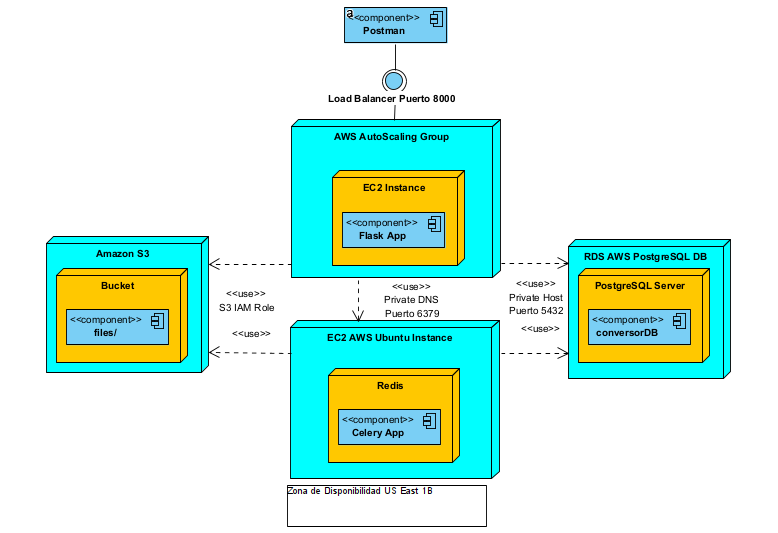 a
<<component>>
Postman
Load Balancer Puerto 8000
AWS AutoScaling Group
EC2 Instance
<<component>>
Flask App
Amazon S3
Bucket
<<component>>
files/
<<use>>
S3 IAM Role
<<use>>
<<use>>
Private DNS
Puerto 6379
<<use>>
Private Host
Puerto 5432
<<use>>
RDS AWS PostgreSQL DB
PostgreSQL Server
<<component>>
conversorDB
EC2 AWS Ubuntu Instance
Redis
<<component>>
Celery App
Zona de Disponibilidad US East 1B